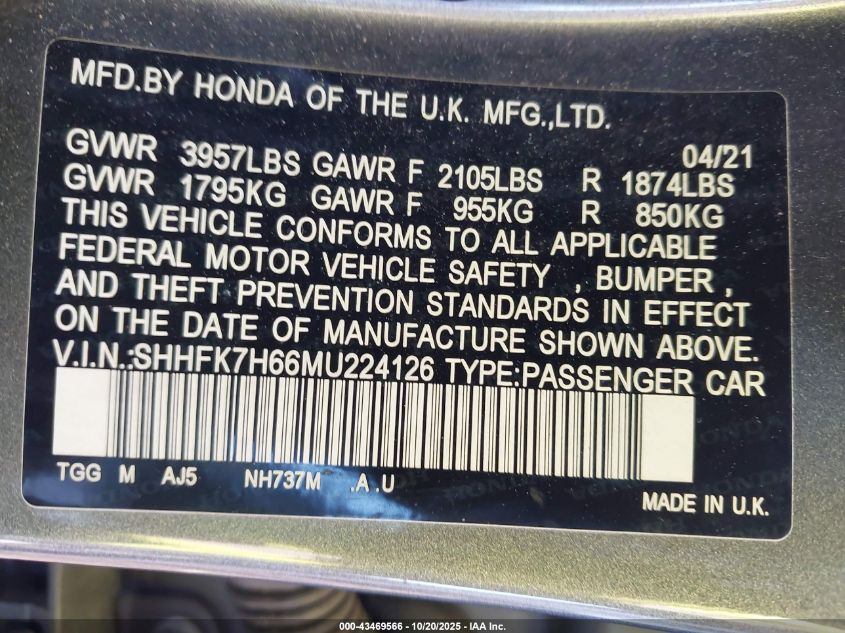 MFD.BY HONDA OF THE U.K. MFG.,LTD.
04/21
GVWR 3957LBS GAWR F 2105LBS R 1874LBS
GVWR 1795KG GAWR F 955KG R 850KG
THIS VEHICLE CONFORMS TO ALL APPLICABLE
FEDERAL MOTOR VEHICLE SAFETY , BUMPER ,
AND THEFT PREVENTION STANDARDS IN EFFECT
ON THE DATE OF MANUFACTURE SHOWN ABOVE.
V.I.N.:SHHFK7H66MU224126 TYPE:PASSENGER CAR
TGG M AJ5 NH737M .A .U
MADE IN U.K.
000-43469566 - 10/20/2025 - IAA Inc.